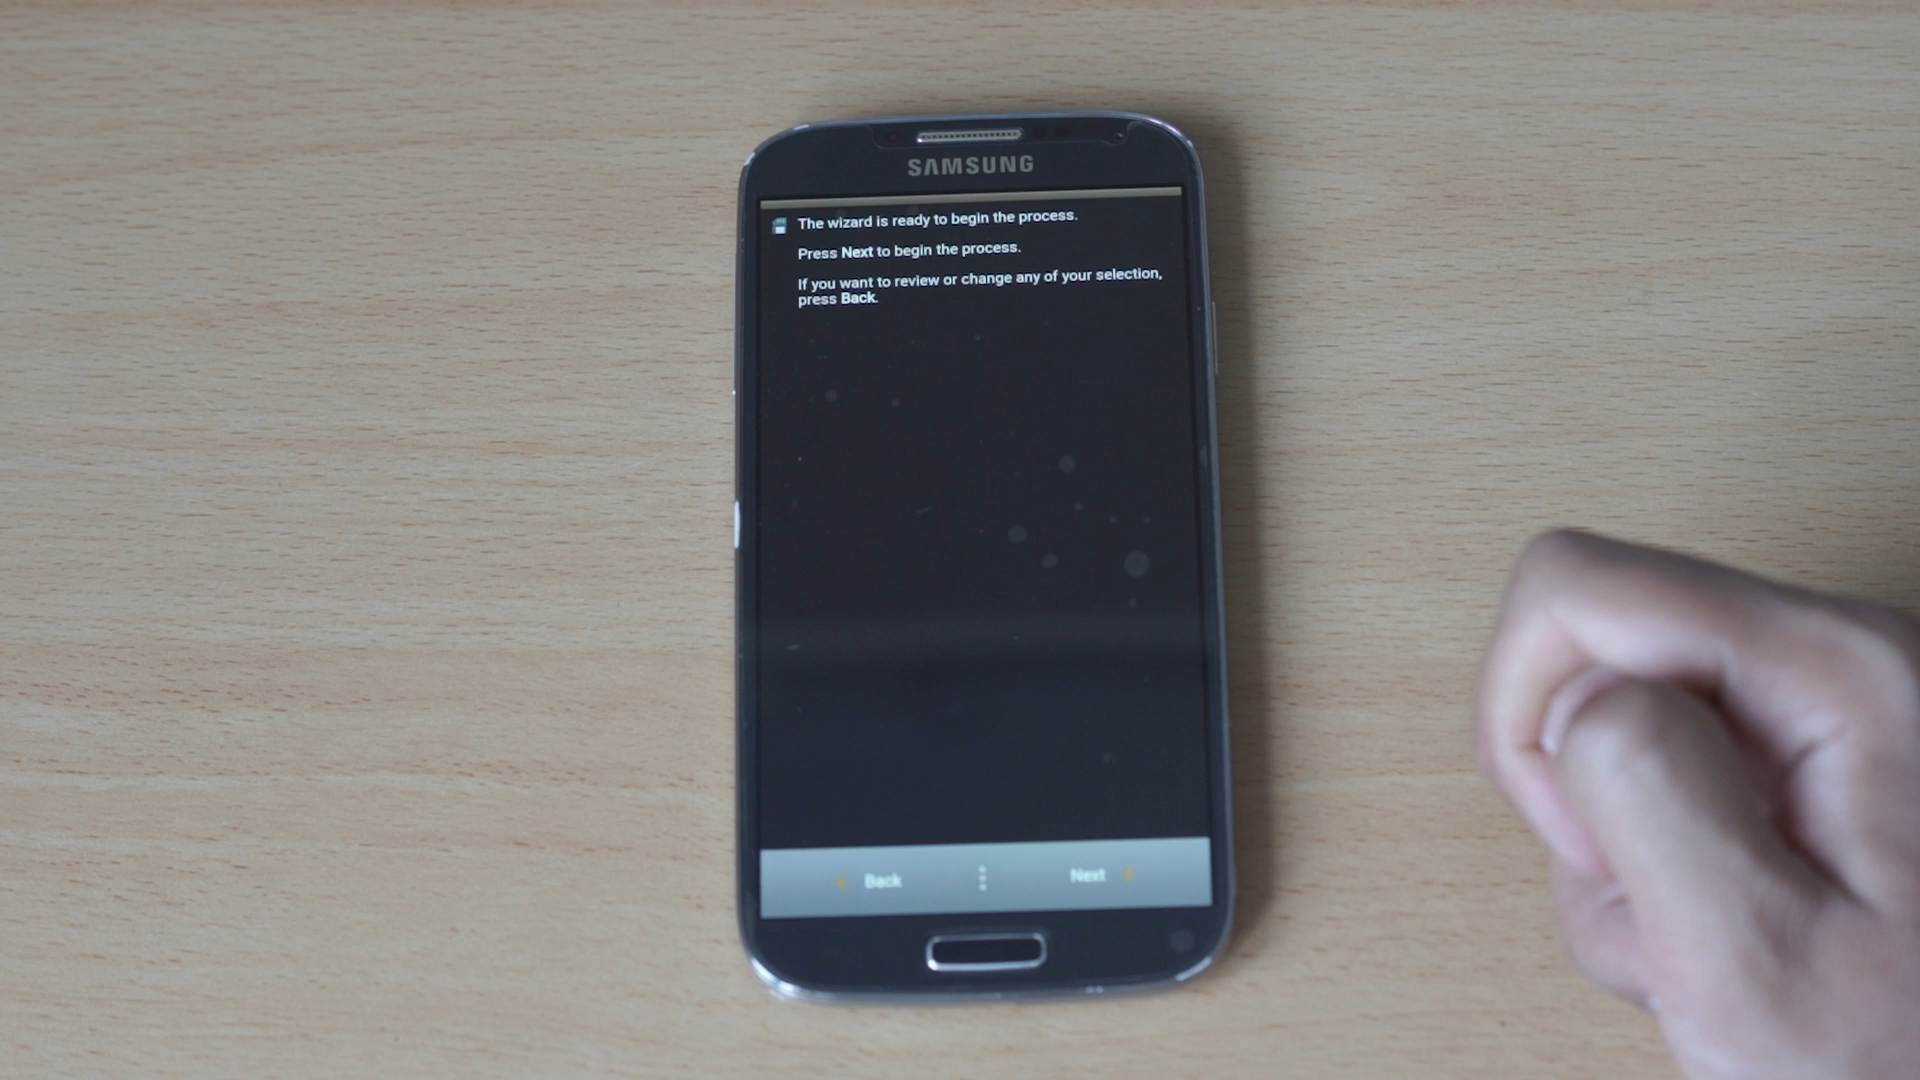 SAMSUNG
The wizard is ready to begin the process.
Press Next to begin the process.
If you want to review or change any of your selection,
press Back.
Back
Next